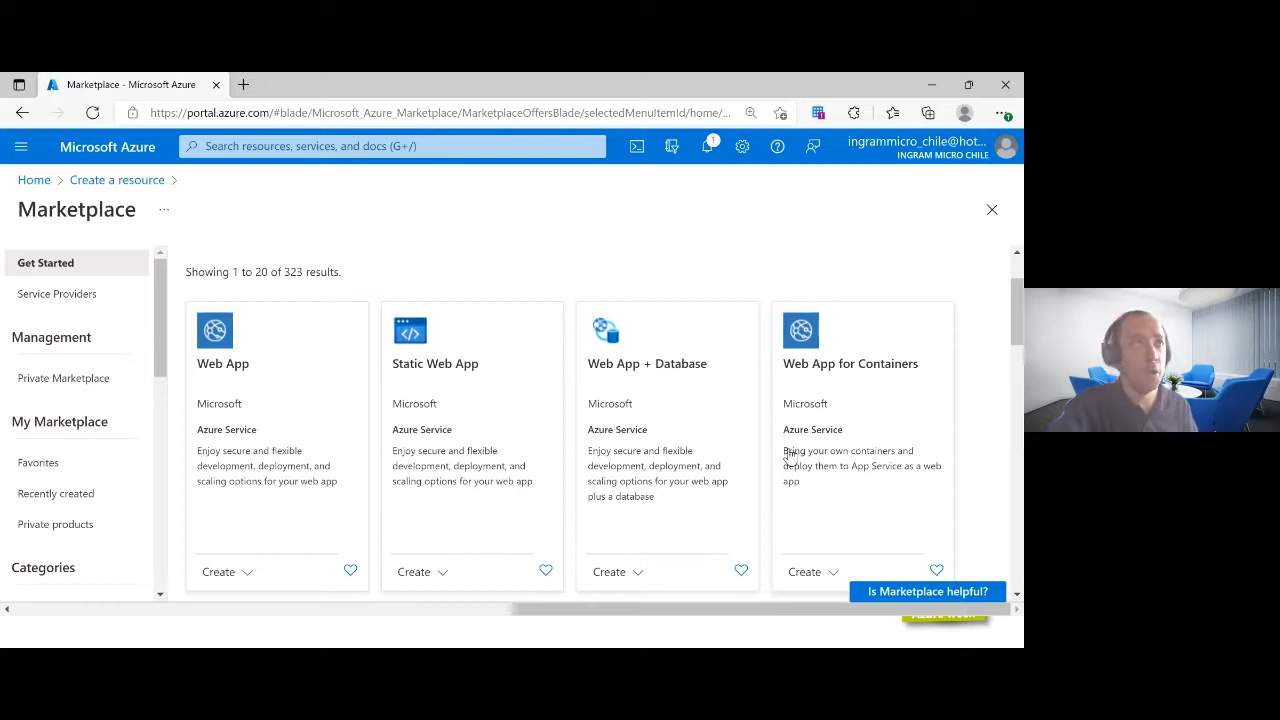 Marketplace - Microsoft Azure
https://portal.azure.com/#blade/Microsoft_Azure_Marketplace/MarketplaceOffersBlade/selectedMenuItemId/home/...
Microsoft Azure
Search resources, services, and docs (G+/)
1
ingrammicro_chile@hot...
INGRAM MICRO CHILE
Home > Create a resource >
Marketplace ...
Get Started
Service Providers
Management
Private Marketplace
My Marketplace
Favorites
Recently created
Private products
Categories
Showing 1 to 20 of 323 results.
Web App
Microsoft
Azure Service
Enjoy secure and flexible
development, deployment, and
scaling options for your web app
Create
Static Web App
Microsoft
Azure Service
Enjoy secure and flexible
development, deployment, and
scaling options for your web app
Create
Web App + Database
Microsoft
Azure Service
Enjoy secure and flexible
development, deployment, and
scaling options for your web app
plus a database
Create
Web App for Containers
Microsoft
Azure Service
Bring your own containers and
deploy them to App Service as a web
app
Create
Is Marketplace helpful?